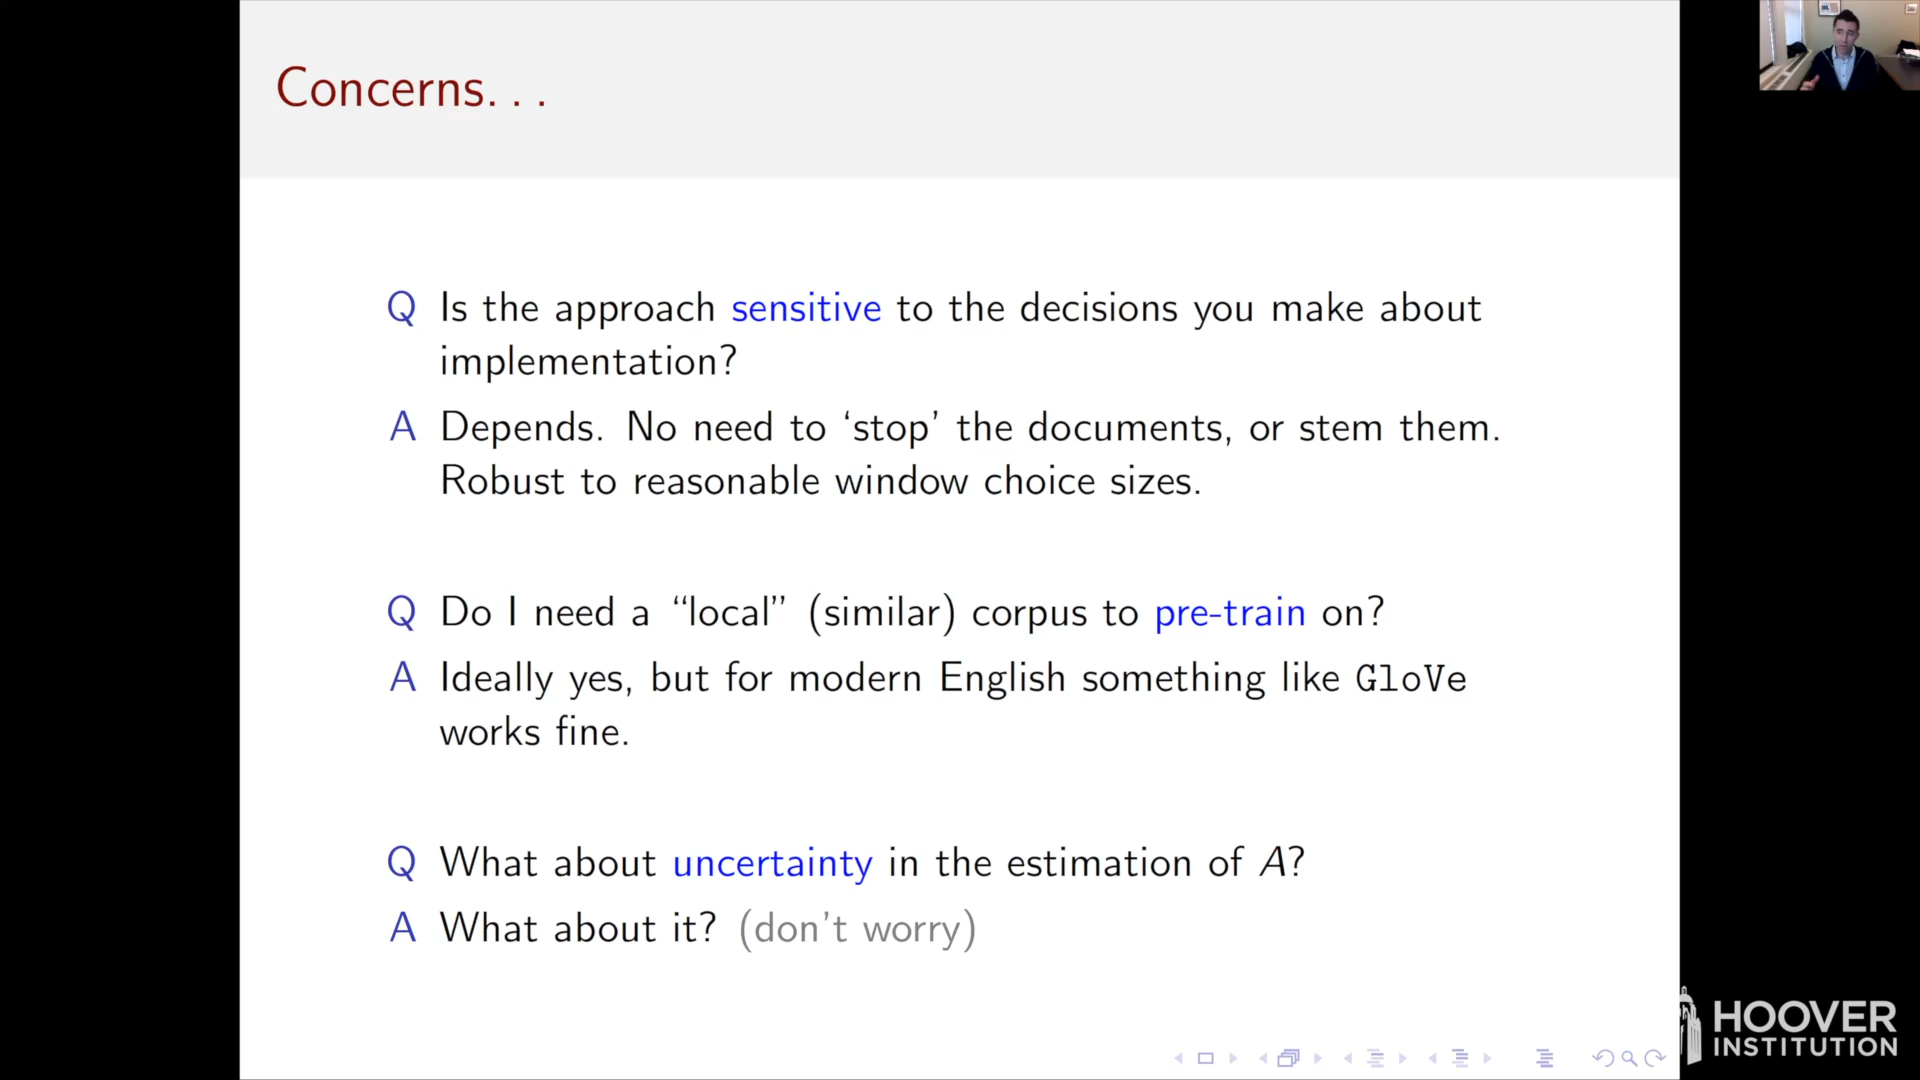 Concerns. . .
Q Is the approach sensitive to the decisions you make about
implementation?
A Depends. No need to ‘stop’ the documents, or stem them.
Robust to reasonable window choice sizes.
Q Do I need a “local” (similar) corpus to pre-train on?
A Ideally yes, but for modern English something like GloVe
works fine.
Q What about uncertainty in the estimation of A?
A What about it? (don't worry)
HOOVER
INSTITUTION